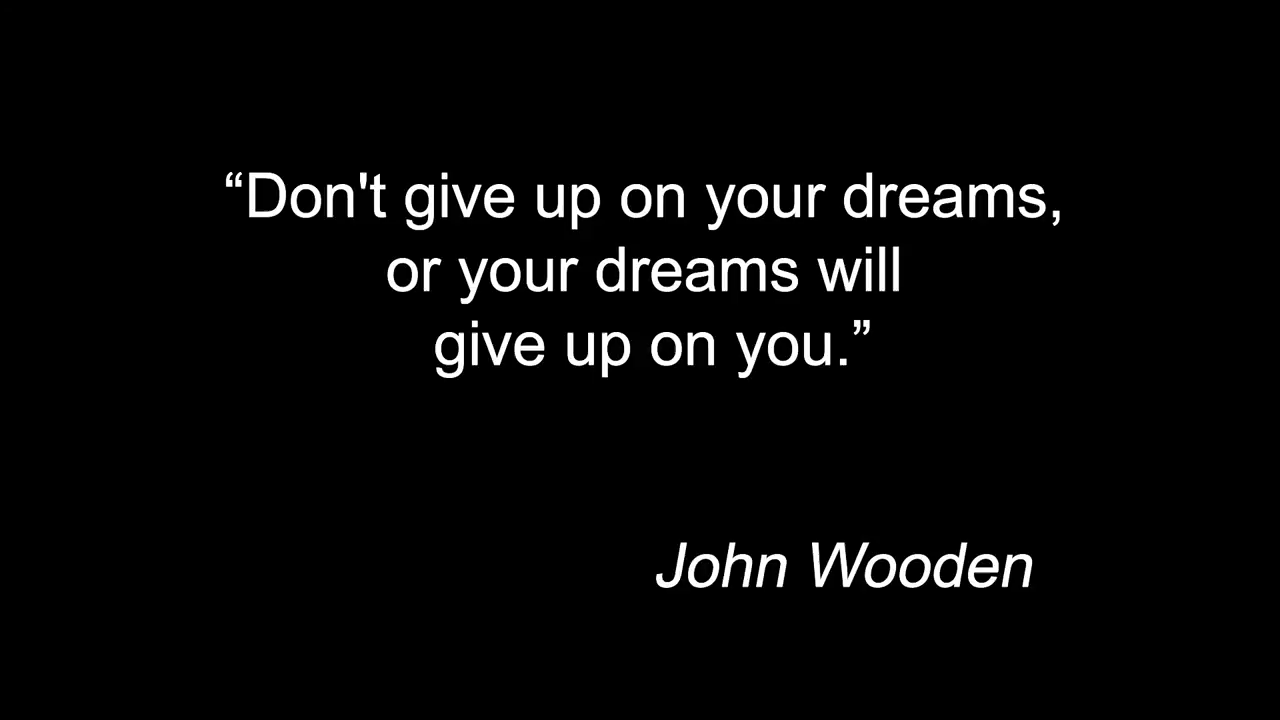 “Don't give up on your dreams,
or your dreams will
give up on you.”
John Wooden